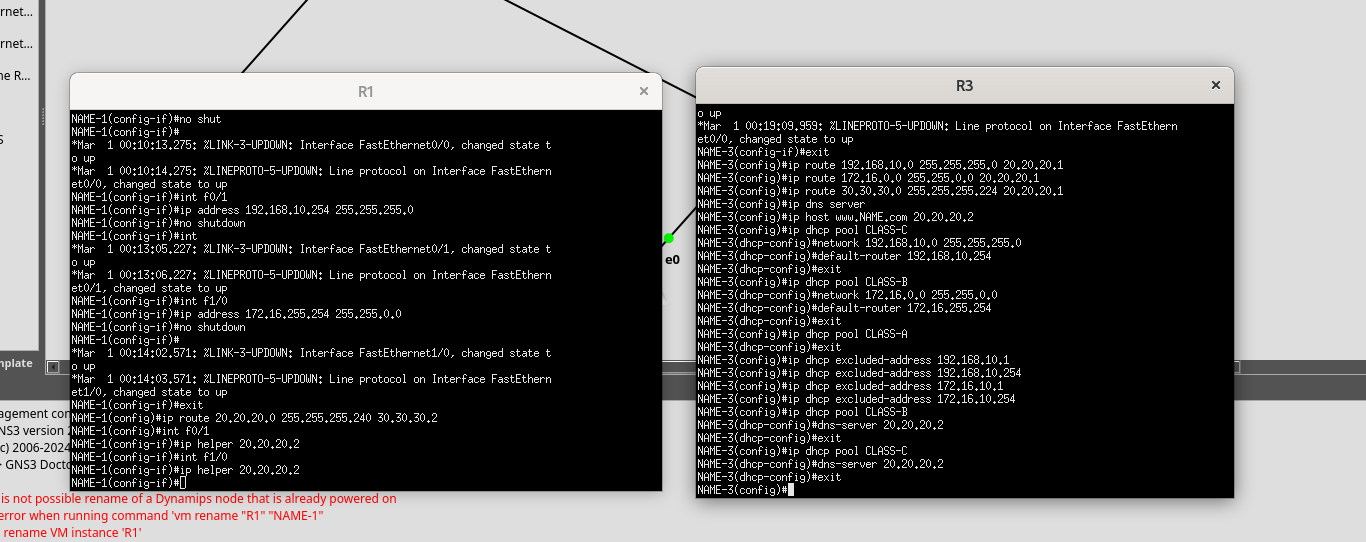 rnet...
rnet...
ne R...
S
mplate
R1
NAME-1(config-if)#no shut
NAME-1(config-if)#
*Mar  1 00:10:13.275: %LINK-3-UPDOWN: Interface FastEthernet0/0, changed state t
o up
*Mar  1 00:10:14.275: %LINEPROTO-5-UPDOWN: Line protocol on Interface FastEthern
et0/0, changed state to up
NAME-1(config-if)#int f0/1
NAME-1(config-if)#ip address 192.168.10.254 255.255.255.0
NAME-1(config-if)#no shutdown
NAME-1(config-if)#int
*Mar  1 00:13:05.227: %LINK-3-UPDOWN: Interface FastEthernet0/1, changed state t
o up
*Mar  1 00:13:06.227: %LINEPROTO-5-UPDOWN: Line protocol on Interface FastEthern
et0/1, changed state to up
NAME-1(config-if)#int f1/0
NAME-1(config-if)#ip address 172.16.255.254 255.255.0.0
NAME-1(config-if)#no shutdown
NAME-1(config-if)#
*Mar  1 00:14:02.571: %LINK-3-UPDOWN: Interface FastEthernet1/0, changed state t
o up
*Mar  1 00:14:03.571: %LINEPROTO-5-UPDOWN: Line protocol on Interface FastEthern
et1/0, changed state to up
NAME-1(config-if)#exit
NAME-1(config)#ip route 20.20.20.0 255.255.255.240 30.30.30.2
NAME-1(config)#int f0/1
NAME-1(config-if)#ip helper 20.20.20.2
NAME-1(config-if)#int f1/0
NAME-1(config-if)#ip helper 20.20.20.2
NAME-1(config-if)#
e0
R3
o up
*Mar  1 00:19:09.959: %LINEPROTO-5-UPDOWN: Line protocol on Interface FastEthern
et0/0, changed state to up
NAME-3(config-if)#exit
NAME-3(config)#ip route 192.168.10.0 255.255.255.0 20.20.20.1
NAME-3(config)#ip route 172.16.0.0 255.255.0.0 20.20.20.1
NAME-3(config)#ip route 30.30.30.0 255.255.255.224 20.20.20.1
NAME-3(config)#ip dns server
NAME-3(config)#ip host www.NAME.com 20.20.20.2
NAME-3(config)#ip dhcp pool CLASS-C
NAME-3(dhcp-config)#network 192.168.10.0 255.255.255.0
NAME-3(dhcp-config)#default-router 192.168.10.254
NAME-3(dhcp-config)#exit
NAME-3(config)#ip dhcp pool CLASS-B
NAME-3(dhcp-config)#network 172.16.0.0 255.255.0.0
NAME-3(dhcp-config)#default-router 172.16.255.254
NAME-3(dhcp-config)#exit
NAME-3(config)#ip dhcp pool CLASS-A
NAME-3(dhcp-config)#exit
NAME-3(config)#ip dhcp excluded-address 192.168.10.1
NAME-3(config)#ip dhcp excluded-address 192.168.10.254
NAME-3(config)#ip dhcp excluded-address 172.16.10.1
NAME-3(config)#ip dhcp excluded-address 172.16.10.254
NAME-3(config)#ip dhcp pool CLASS-B
NAME-3(dhcp-config)#dns-server 20.20.20.2
NAME-3(dhcp-config)#exit
NAME-3(config)#ip dhcp pool CLASS-C
NAME-3(dhcp-config)#dns-server 20.20.20.2
NAME-3(dhcp-config)#exit
NAME-3(config)#
agement con
NS3 version 2
c) 2006-2024
> GNS3 Docto
is not possible rename of a Dynamips node that is already powered on
error when running command 'vm rename "R1" "NAME-1"
rename VM instance 'R1'